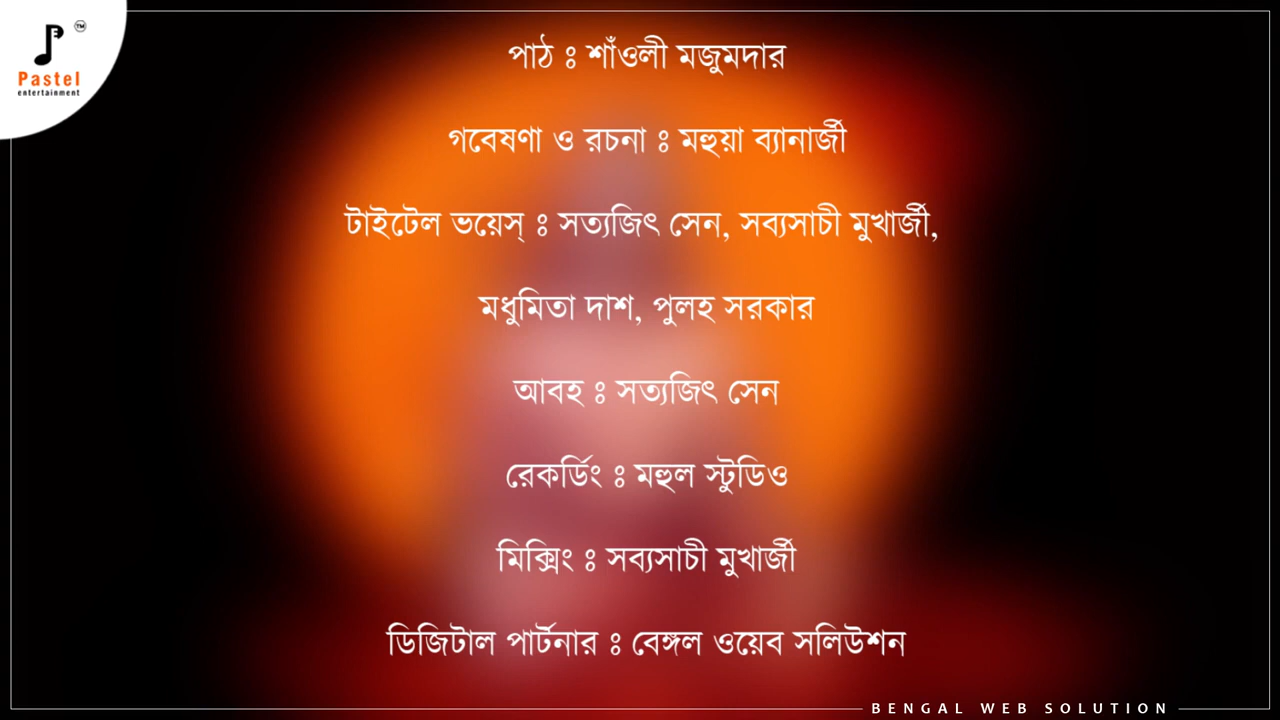 TM
Pastel
entertainment
পাঠ ঃ শাঁওলী মজুমদার
গবেষণা ও রচনা ঃ মহুয়া ব্যানার্জী
টাইটেল ভয়েস্ ঃ সত্যজিৎ সেন, সব্যসাচী মুখার্জী,
মধুমিতা দাশ, পুলহ সরকার
আবহ ঃ সত্যজিৎ সেন
রেকর্ডিং ঃ মহুল স্টুডিও
মিক্সিং ঃ সব্যসাচী মুখার্জী
ডিজিটাল পার্টনার ঃ বেঙ্গল ওয়েব সলিউশন
BENGAL WEB SOLUTION